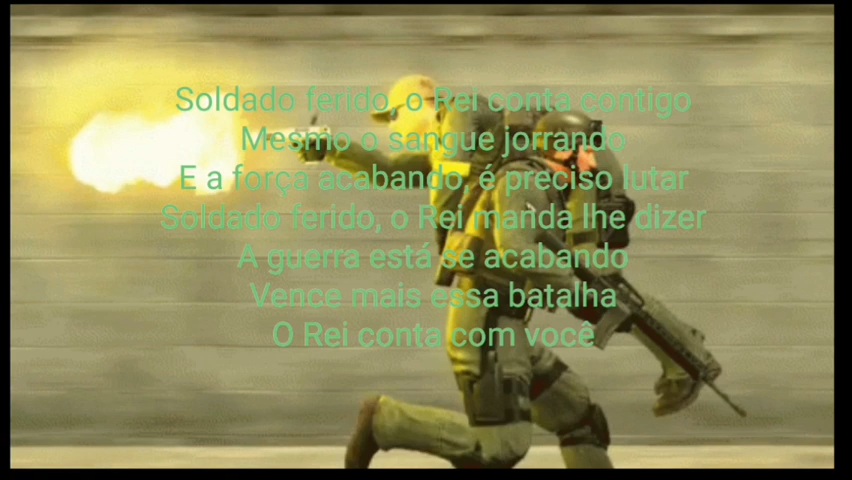 Soldado ferido, o Rei conta contigo
Mesmo o sangue jorrando
E a força acabando, é preciso lutar
Soldado ferido, o Rei manda lhe dizer
A guerra está se acabando
Vence mais essa batalha
O Rei conta com você